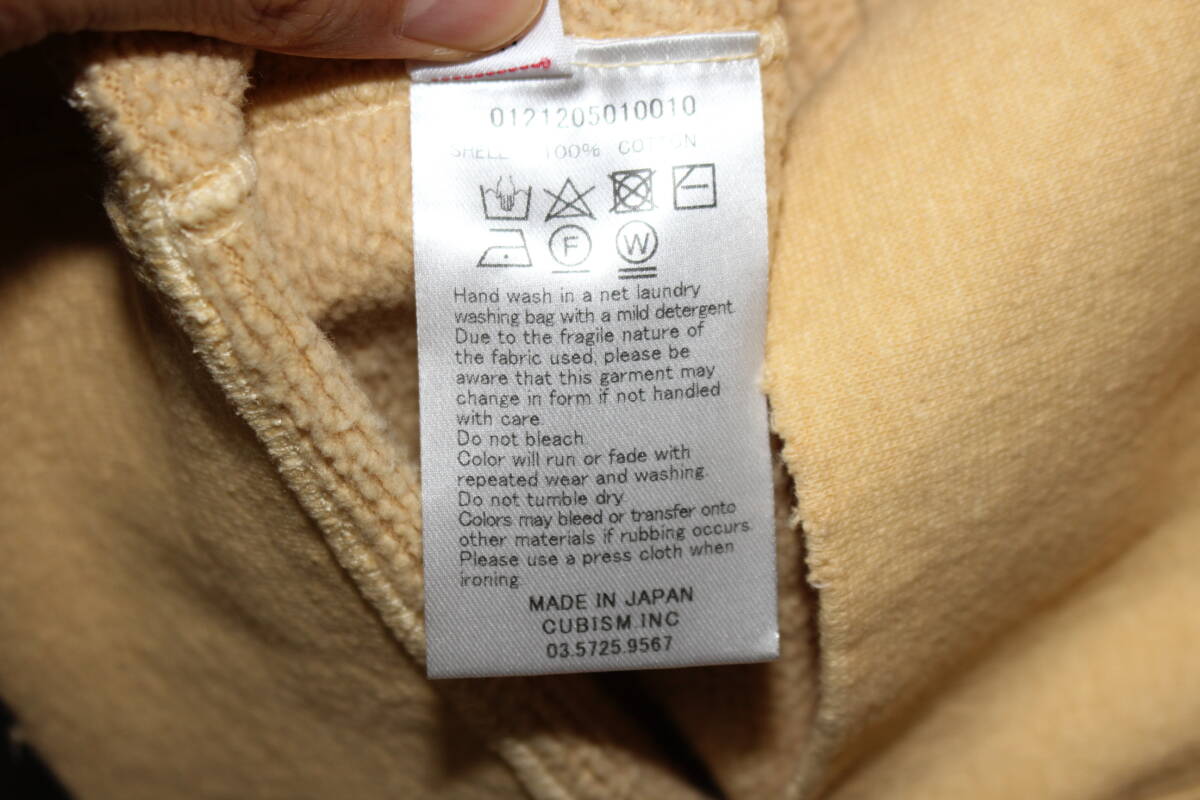 0121205010010
SHELL 100% COTTON
F W
Hand wash in a net laundry
washing bag with a mild detergent.
Due to the fragile nature of
the fabric used, please be
aware that this garment may
change in form if not handled
with care.
Do not bleach.
Color will run or fade with
repeated wear and washing.
Do not tumble dry.
Colors may bleed or transfer onto
other materials if rubbing occurs.
Please use a press cloth when
ironing.
MADE IN JAPAN
CUBISM INC
03.5725.9567